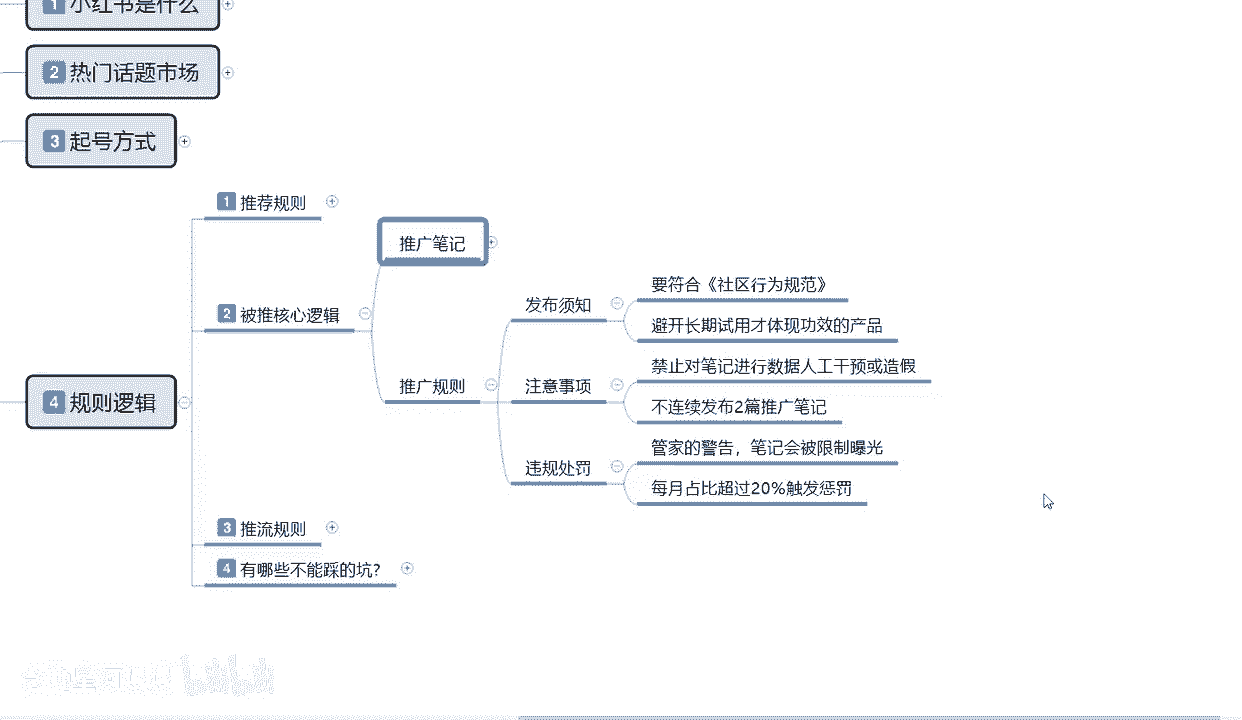 1 小红书是什么
2 热门话题市场
3 起号方式
4 规则逻辑
1 推荐规则
2 被推核心逻辑
推广笔记
推广规则
发布须知
要符合《社区行为规范》
避开长期试用才体现功效的产品
注意事项
禁止对笔记进行数据人工干预或造假
不连续发布2篇推广笔记
违规处罚
管家的警告，笔记会被限制曝光
每月占比超过20%触发惩罚
3 推流规则
4 有哪些不能踩的坑?
bilibili